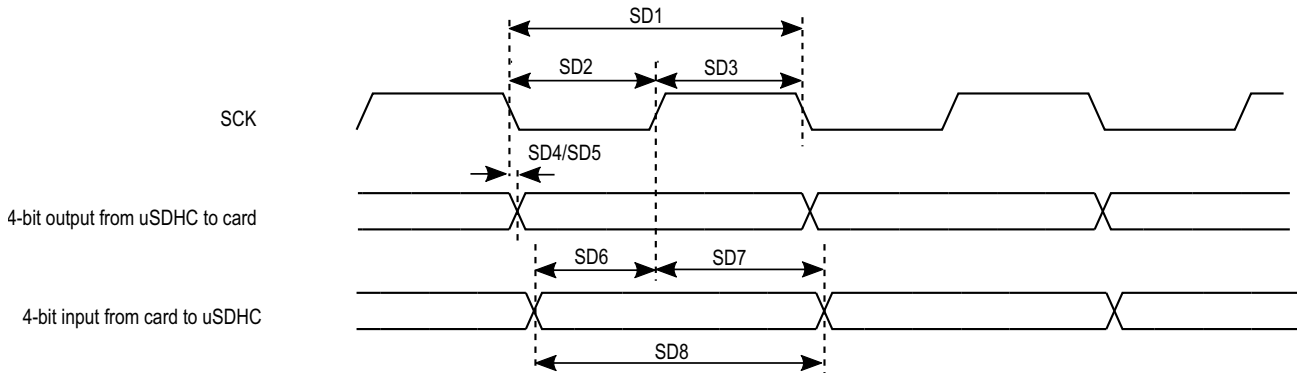 SD1
SD2
SD3
SCK
SD4/SD5
4-bit output from uSDHC to card
SD6
SD7
4-bit input from card to uSDHC
SD8